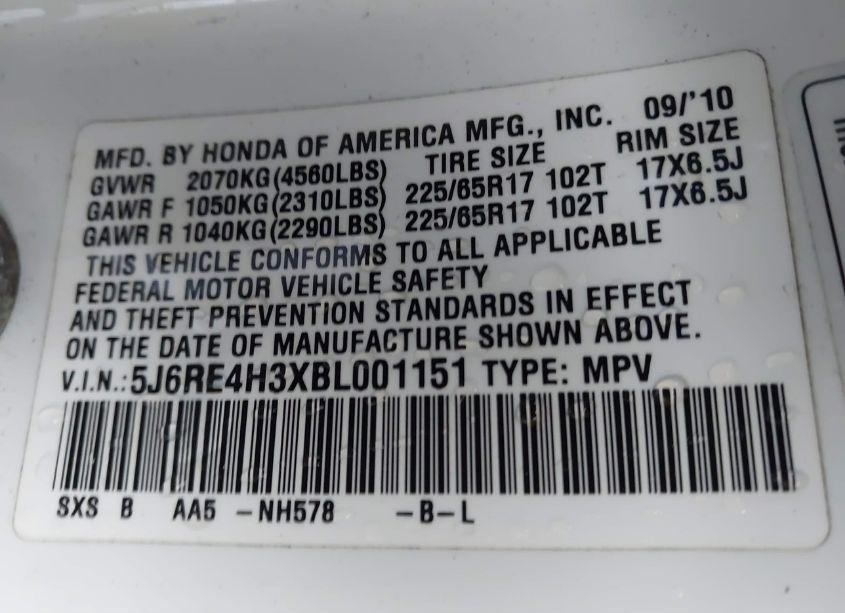 MFD. BY HONDA OF AMERICA MFG., INC. 09/'10
GVWR 2070KG(4560LBS) TIRE SIZE RIM SIZE
GAWR F 1050KG(2310LBS) 225/65R17 102T 17X6.5J
GAWR R 1040KG(2290LBS) 225/65R17 102T 17X6.5J
THIS VEHICLE CONFORMS TO ALL APPLICABLE
FEDERAL MOTOR VEHICLE SAFETY
AND THEFT PREVENTION STANDARDS IN EFFECT
ON THE DATE OF MANUFACTURE SHOWN ABOVE.
V.I.N.:5J6RE4H3XBL001151 TYPE: MPV
SXS B AA5 -NH578 -B-L